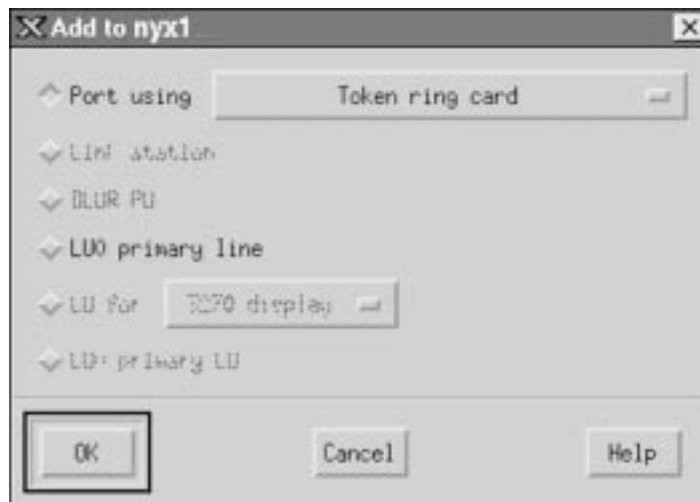 Add to nyx1
Port using Token ring card
Link station
DLUR PU
LU0 primary line
LU for 3270 display
LU0 primary LU
OK Cancel Help